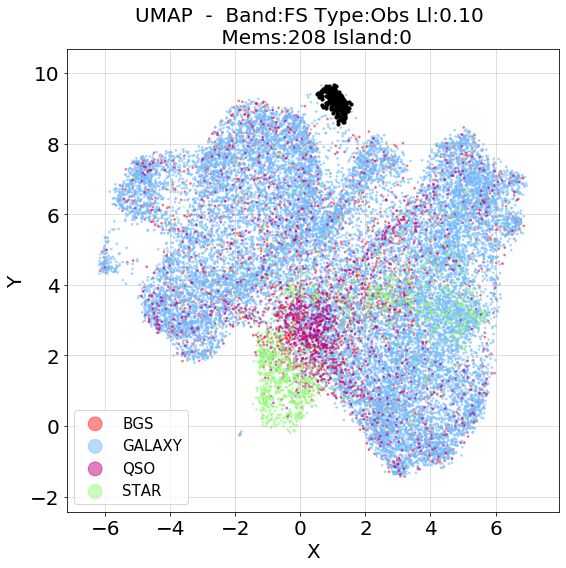 UMAP  -  Band:FS Type:Obs Ll:0.10
Mems:208 Island:0
10
8
6
4
2
0
−2
Y
BGS
GALAXY
QSO
STAR
−6 −4 −2 0 2 4 6
X